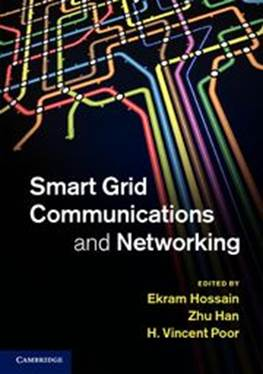 Smart Grid
Communications
and Networking
EDITED BY
Ekram Hossain
Zhu Han
H. Vincent Poor
CAMBRIDGE